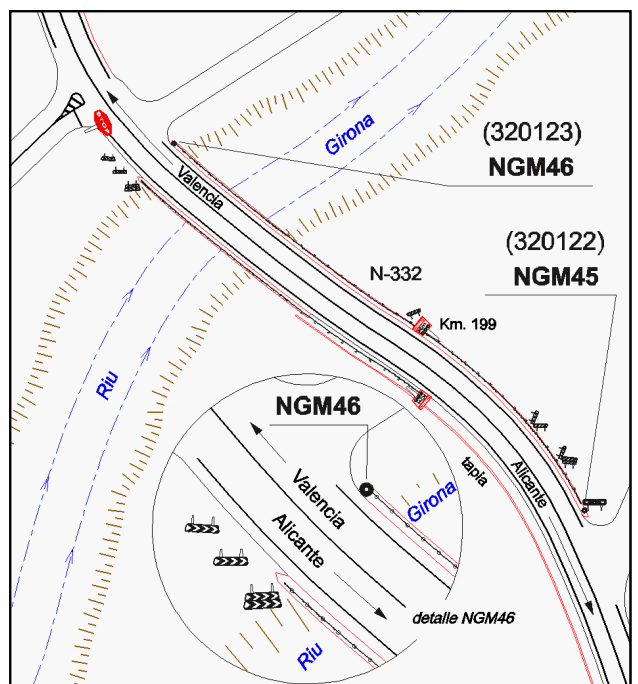 STOP
Girona
(320123)
NGM46
Valencia
(320122)
NGM45
N-332
Km. 199
Riu
NGM46
tapia
Alicante
Girona
Valencia
Alicante
detalle NGM46
Riu